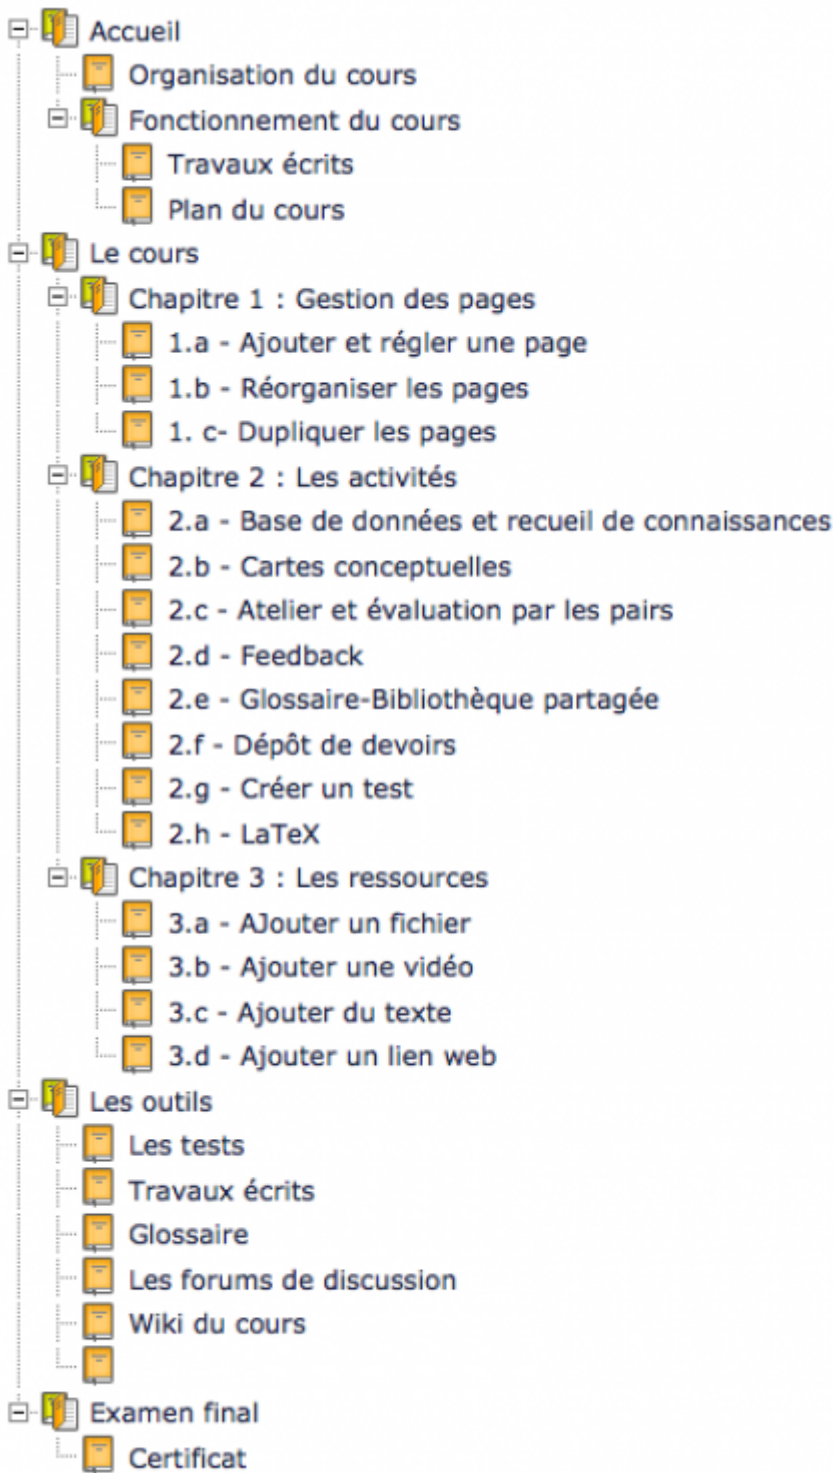 Accueil
Organisation du cours
Fonctionnement du cours
Travaux écrits
Plan du cours
Le cours
Chapitre 1 : Gestion des pages
1.a - Ajouter et régler une page
1.b - Réorganiser les pages
1. c- Dupliquer les pages
Chapitre 2 : Les activités
2.a - Base de données et recueil de connaissances
2.b - Cartes conceptuelles
2.c - Atelier et évaluation par les pairs
2.d - Feedback
2.e - Glossaire-Bibliothèque partagée
2.f - Dépôt de devoirs
2.g - Créer un test
2.h - LaTeX
Chapitre 3 : Les ressources
3.a - AJouter un fichier
3.b - Ajouter une vidéo
3.c - Ajouter du texte
3.d - Ajouter un lien web
Les outils
Les tests
Travaux écrits
Glossaire
Les forums de discussion
Wiki du cours
Examen final
Certificat